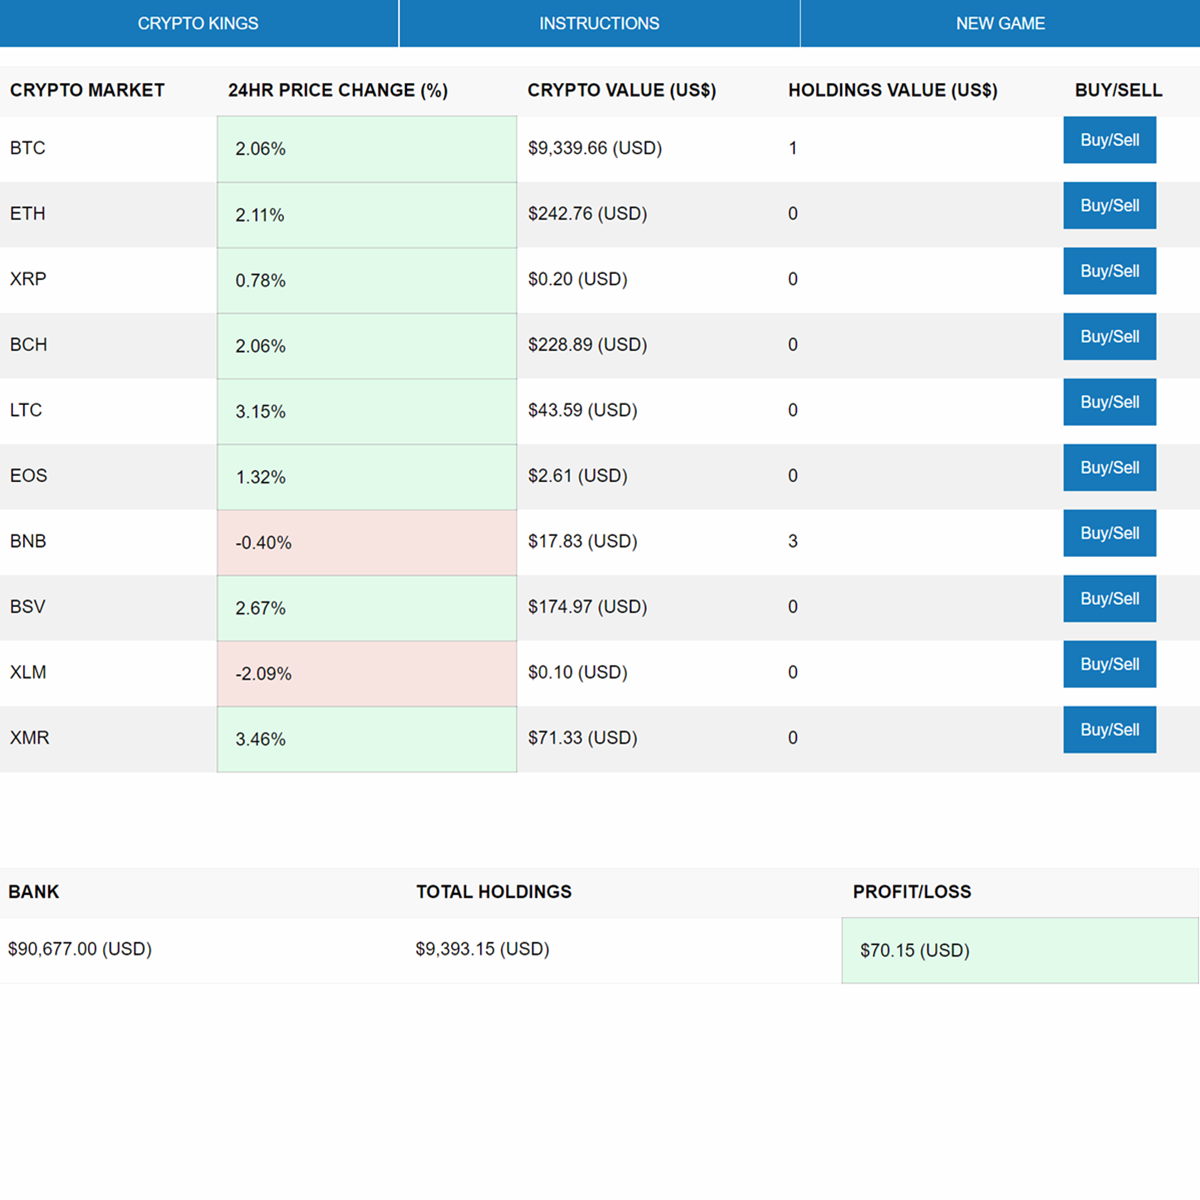 CRYPTO KINGS INSTRUCTIONS NEW GAME
CRYPTO MARKET 24HR PRICE CHANGE (%) CRYPTO VALUE (US$) HOLDINGS VALUE (US$) BUY/SELL
BTC 2.06% $9,339.66 (USD) 1 Buy/Sell
ETH 2.11% $242.76 (USD) 0 Buy/Sell
XRP 0.78% $0.20 (USD) 0 Buy/Sell
BCH 2.06% $228.89 (USD) 0 Buy/Sell
LTC 3.15% $43.59 (USD) 0 Buy/Sell
EOS 1.32% $2.61 (USD) 0 Buy/Sell
BNB -0.40% $17.83 (USD) 3 Buy/Sell
BSV 2.67% $174.97 (USD) 0 Buy/Sell
XLM -2.09% $0.10 (USD) 0 Buy/Sell
XMR 3.46% $71.33 (USD) 0 Buy/Sell
BANK TOTAL HOLDINGS PROFIT/LOSS
$90,677.00 (USD) $9,393.15 (USD) $70.15 (USD)